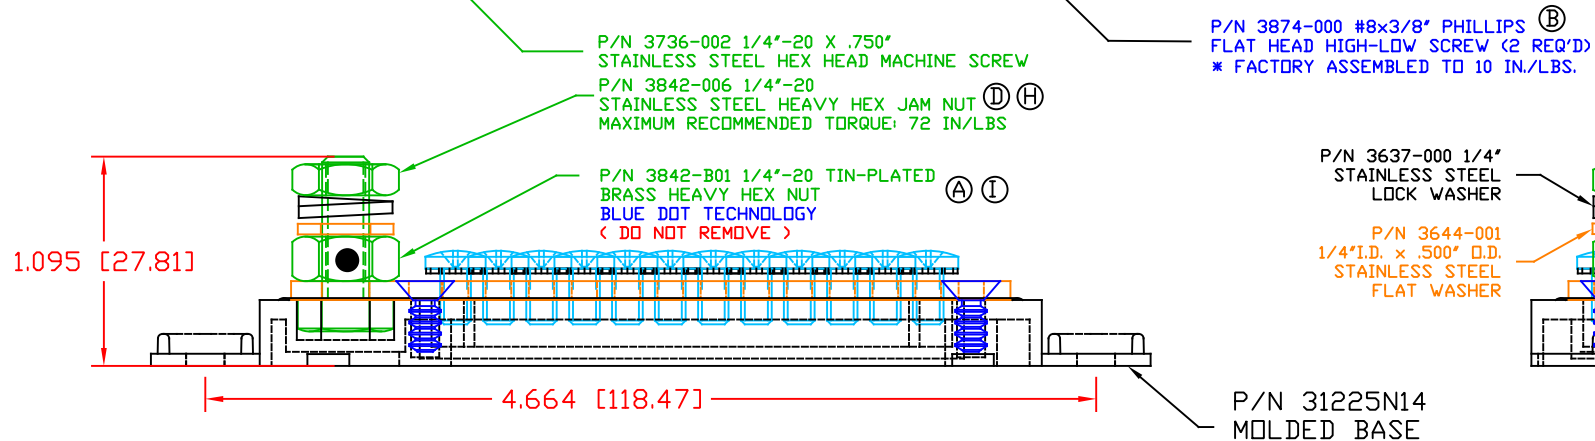 P/N 3736-002 1/4"-20 X .750"
STAINLESS STEEL HEX HEAD MACHINE SCREW
P/N 3842-006 1/4"-20
STAINLESS STEEL HEAVY HEX JAM NUT D H
MAXIMUM RECOMMENDED TORQUE: 72 IN/LBS
P/N 3842-B01 1/4"-20 TIN-PLATED
BRASS HEAVY HEX NUT A I
BLUE DOT TECHNOLOGY
( DO NOT REMOVE )
P/N 3874-000 #8x3/8" PHILLIPS B
FLAT HEAD HIGH-LOW SCREW (2 REQ'D)
* FACTORY ASSEMBLED TO 10 IN./LBS.
P/N 3637-000 1/4"
STAINLESS STEEL
LOCK WASHER
P/N 3644-001
1/4"I.D. x .500" O.D.
STAINLESS STEEL
FLAT WASHER
1.095 [27.81]
4.664 [118.47]
P/N 31225N14
MOLDED BASE